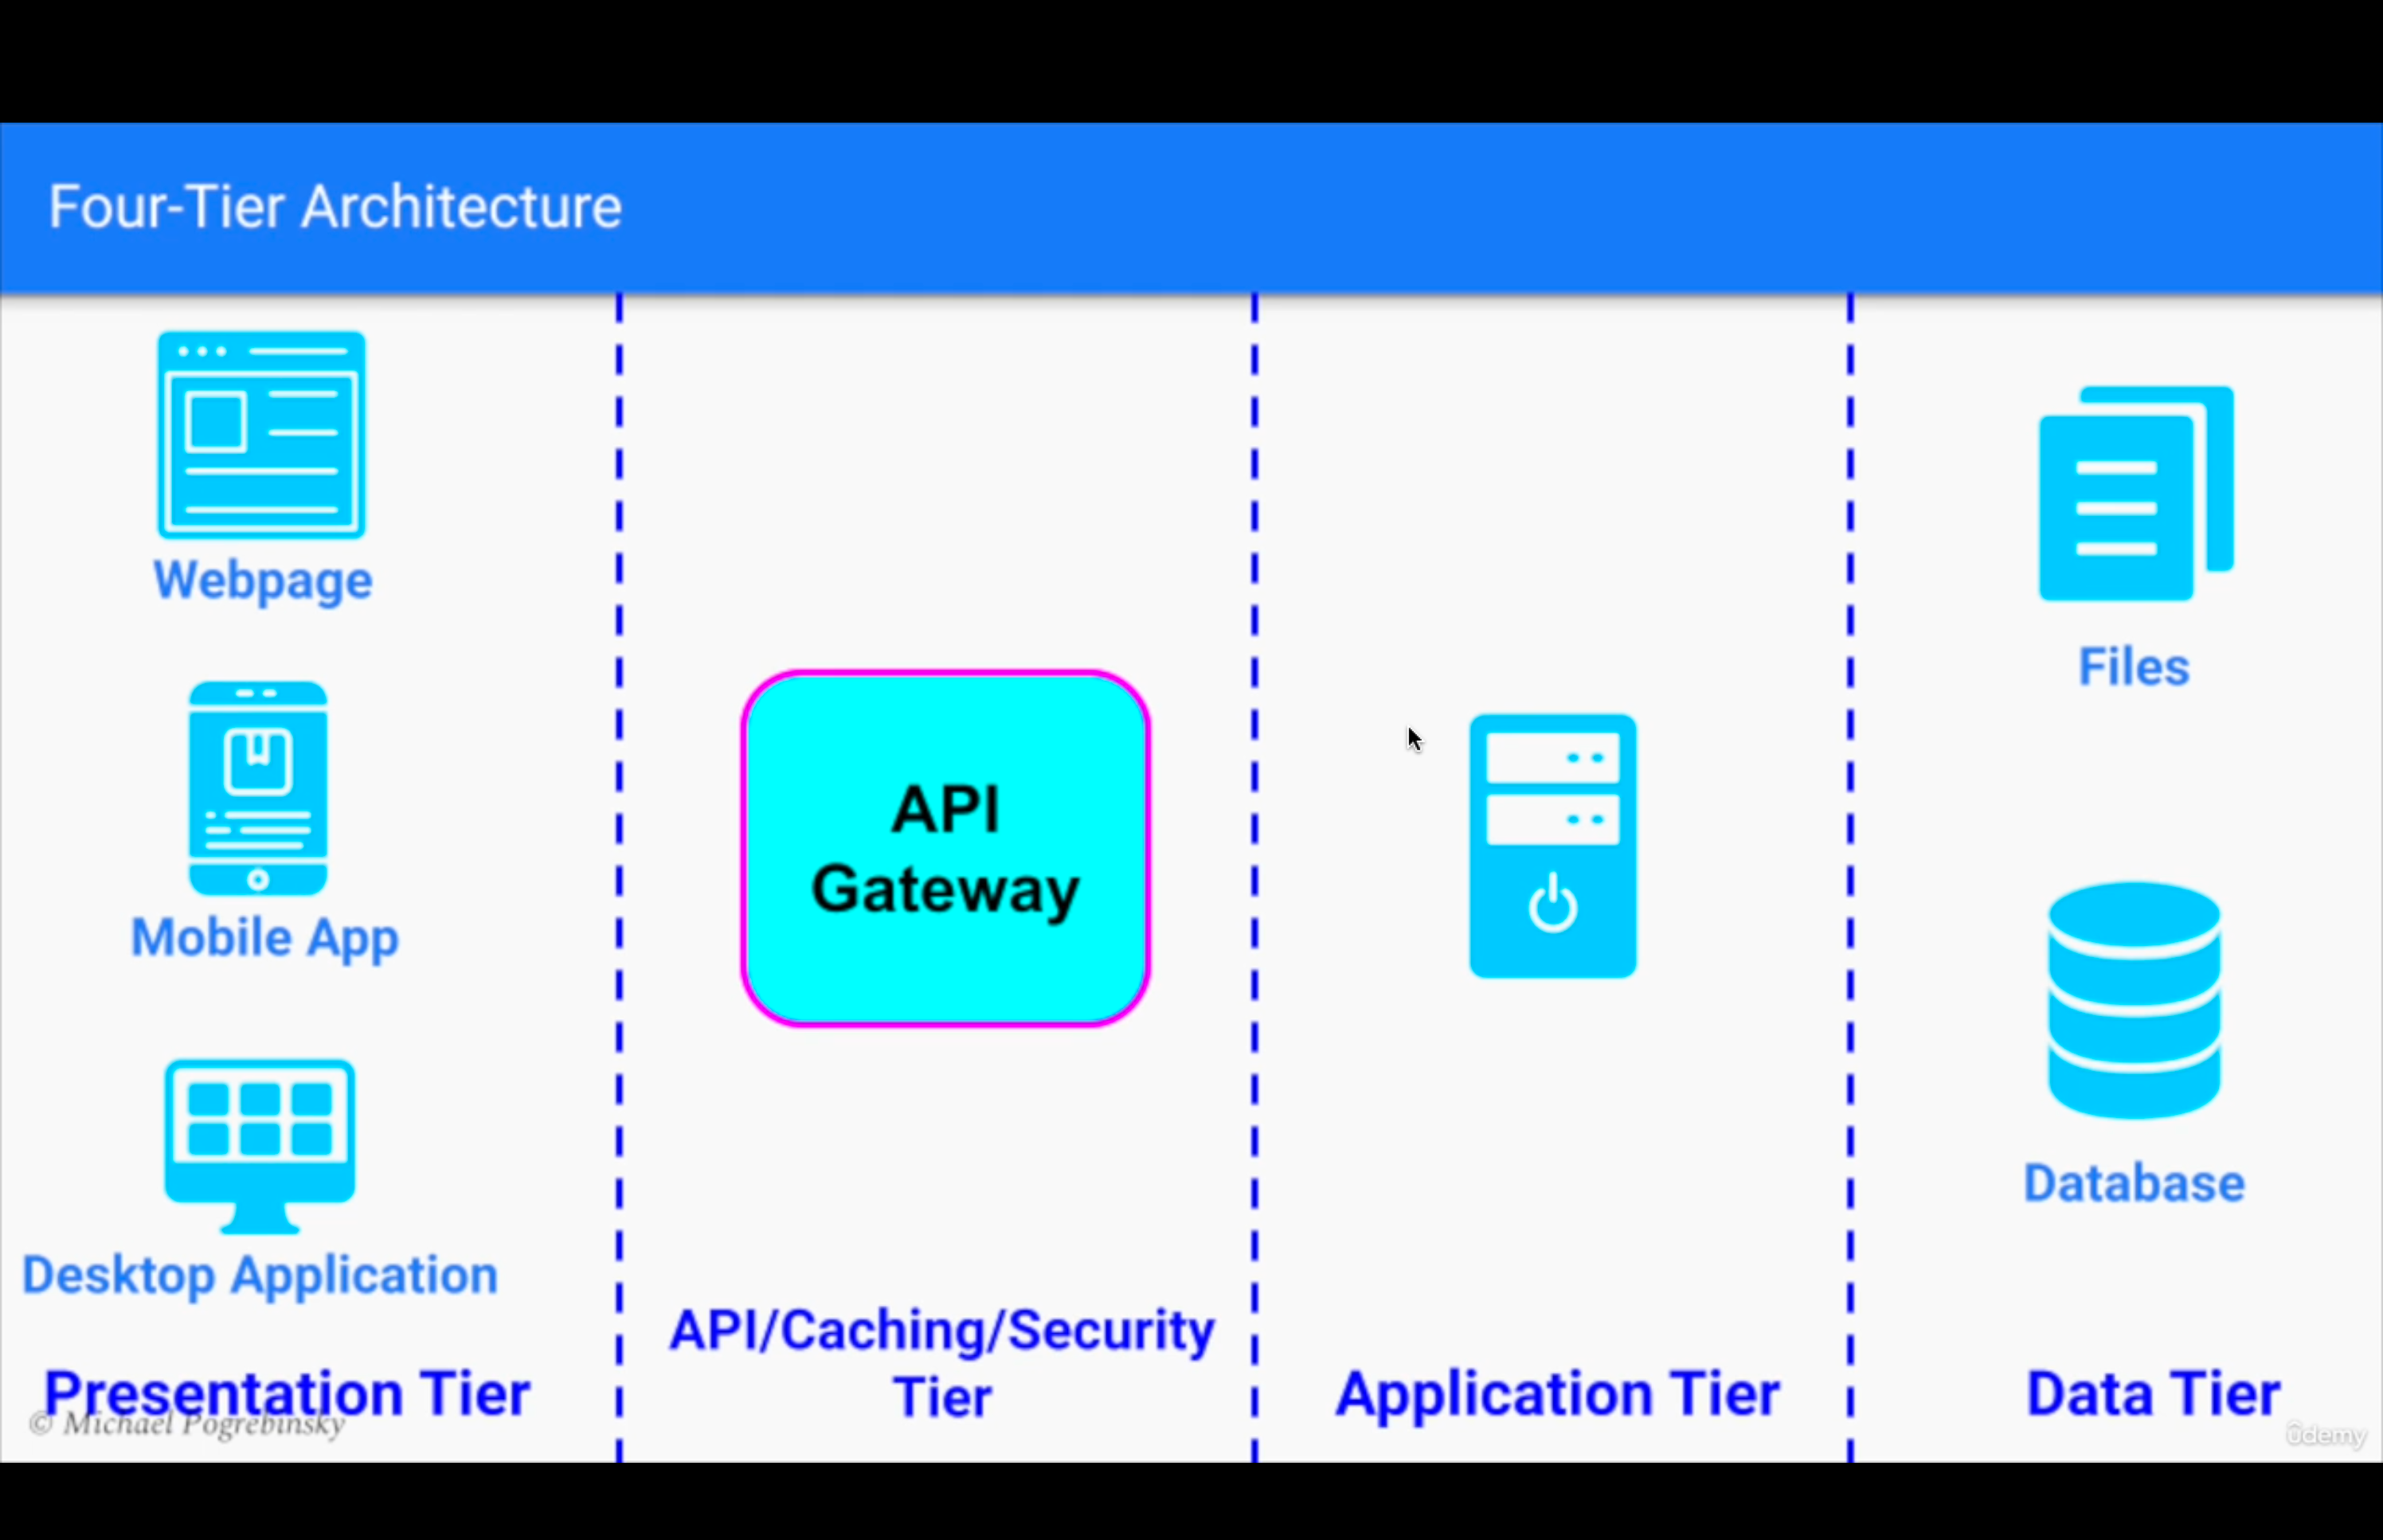 Four-Tier Architecture
Webpage
Mobile App
Desktop Application
Presentation Tier
© Michael Pogrebinsky
API
Gateway
API/Caching/Security
Tier
Application Tier
Files
Database
Data Tier
ûdemy